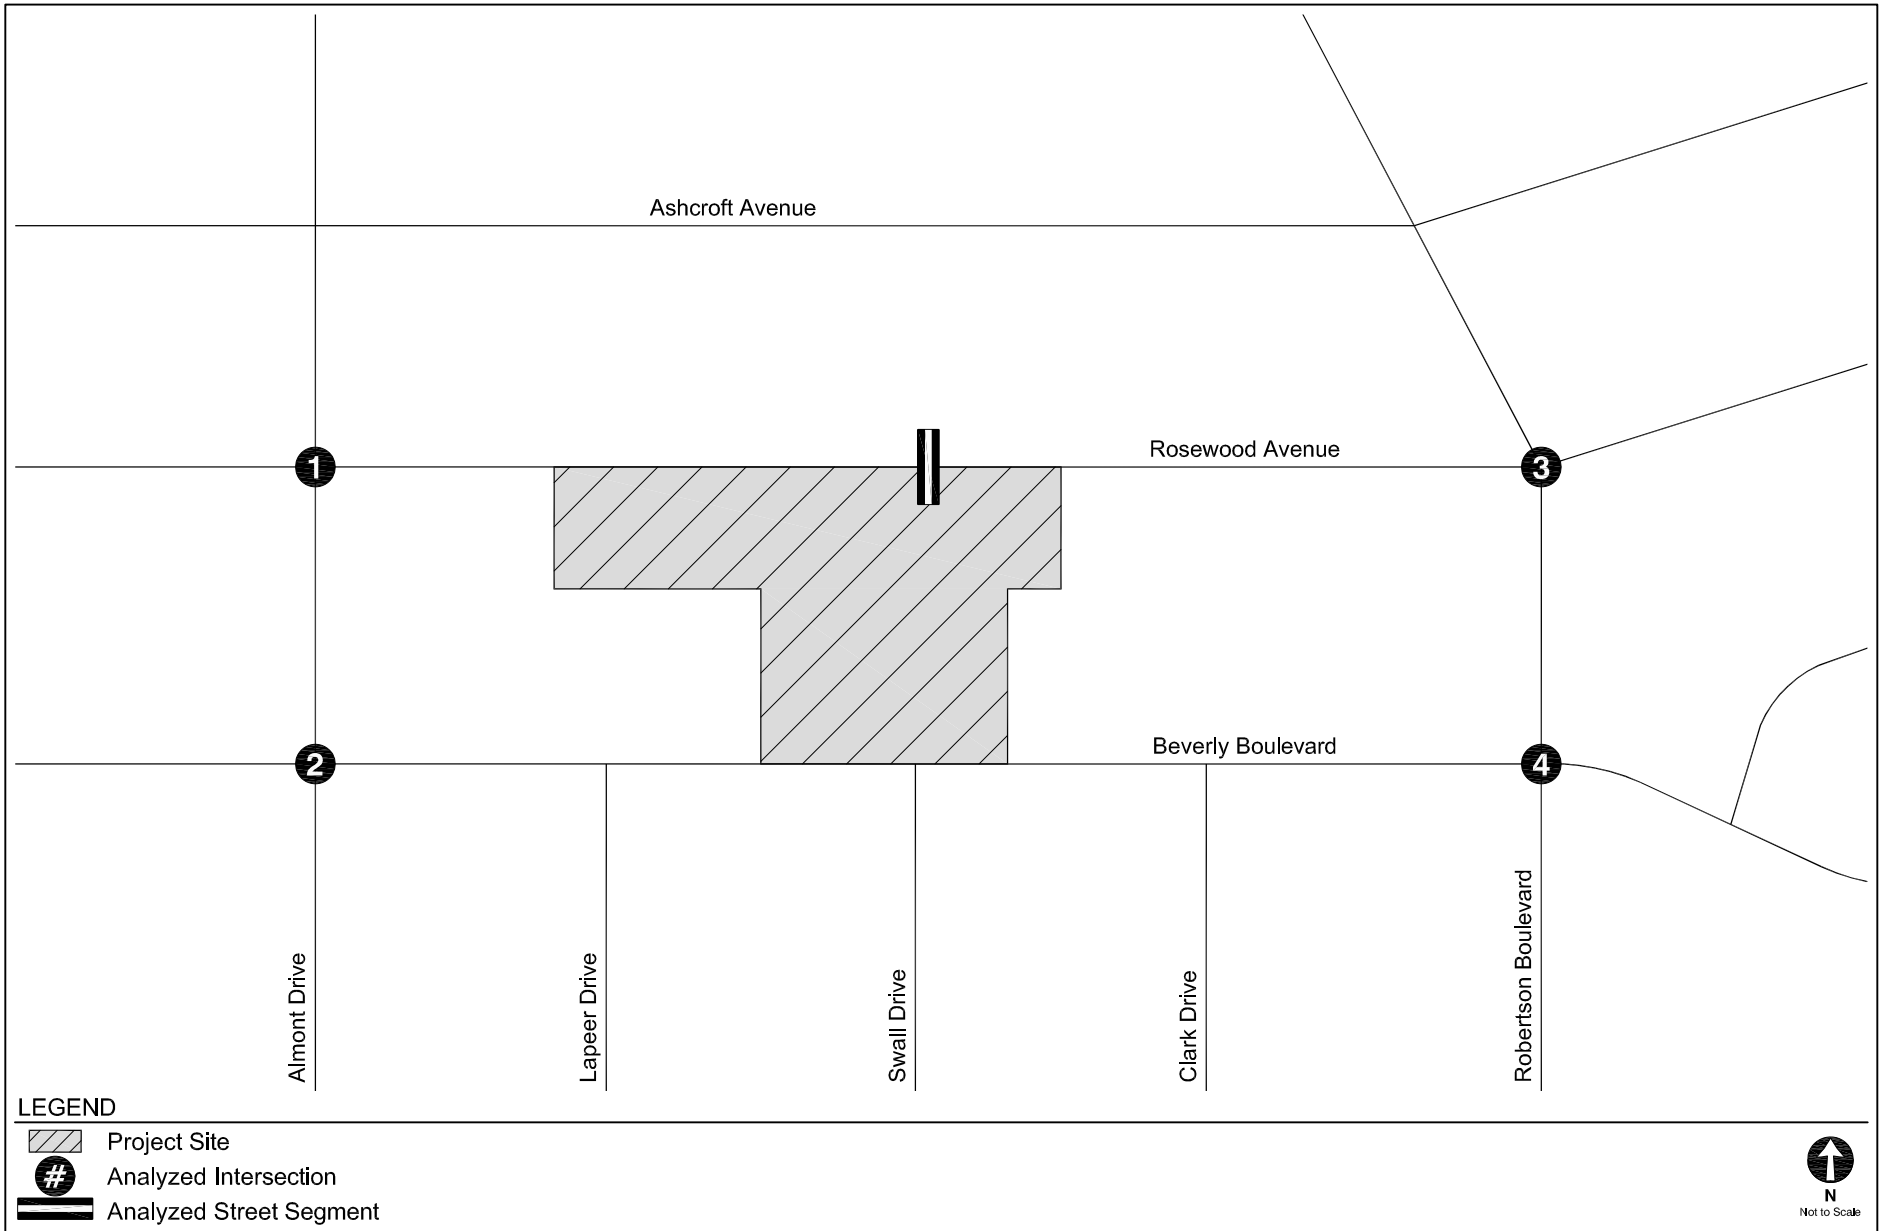 Ashcroft Avenue
Rosewood Avenue
1
3
Beverly Boulevard
2
4
Almont Drive
Lapeer Drive
Swall Drive
Clark Drive
Robertson Boulevard
LEGEND
Project Site
# Analyzed Intersection
Analyzed Street Segment
N
Not to Scale